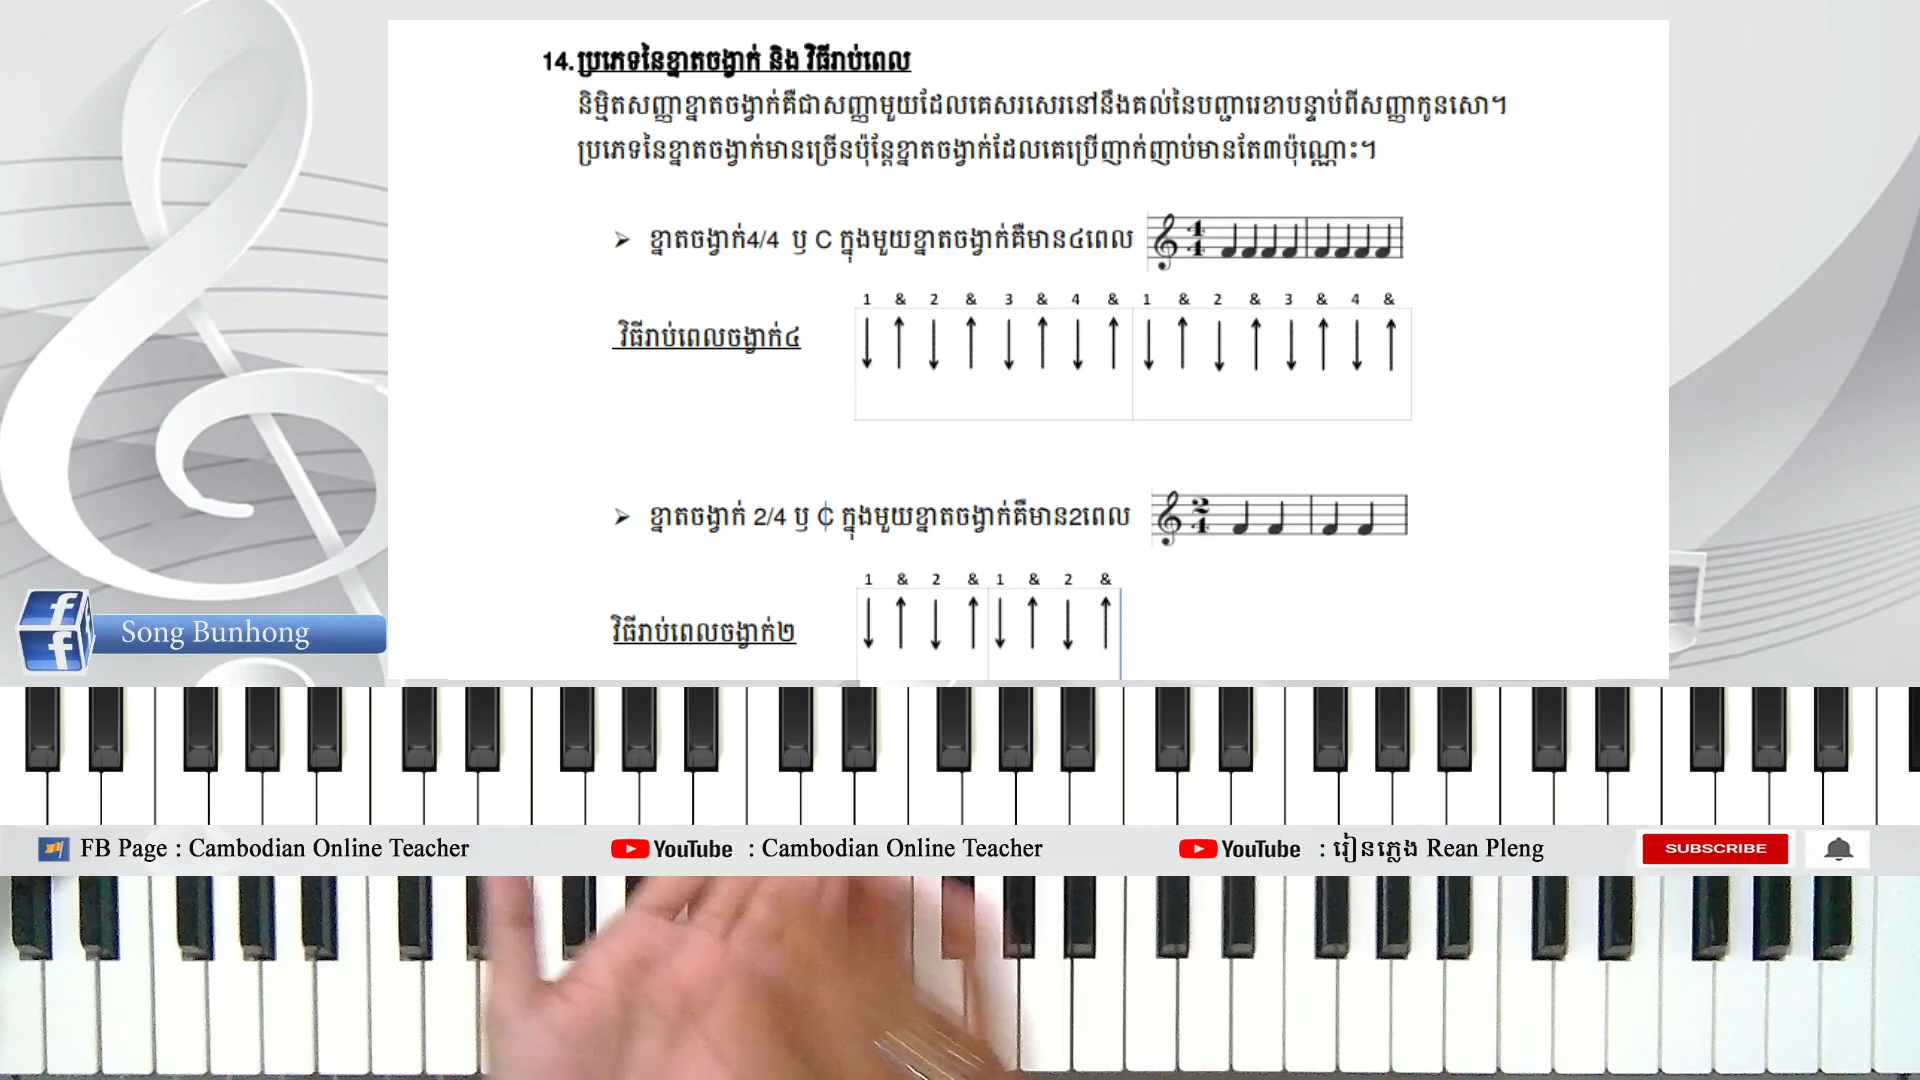 14. ប្រភេទនៃខ្នាតចង្វាក់ និង វិធីរាប់ពេល
និម្មិតសញ្ញាខ្នាតចង្វាក់គឺជាសញ្ញាមួយដែលគេសរសេរនៅនឹងគល់នៃបញ្ជារេខាបន្ទាប់ពីសញ្ញាកូនសោ។
ប្រភេទនៃខ្នាតចង្វាក់មានច្រើនប៉ុន្តែខ្នាតចង្វាក់ដែលគេប្រើញាក់ញាប់មានតែ៣ប៉ុណ្ណោះ។
ខ្នាតចង្វាក់4/4 ឬ C ក្នុងមួយខ្នាតចង្វាក់គឺមាន៤ពេល
1 & 2 & 3 & 4 & 1 & 2 & 3 & 4 &
វិធីរាប់ពេលចង្វាក់៤
ខ្នាតចង្វាក់ 2/4 ឬ C ក្នុងមួយខ្នាតចង្វាក់គឺមាន2ពេល
1 & 2 & 1 & 2 &
វិធីរាប់ពេលចង្វាក់២
Song Bunhong
FB Page : Cambodian Online Teacher
YouTube : Cambodian Online Teacher
YouTube : រៀនភ្លេង Rean Pleng
SUBSCRIBE